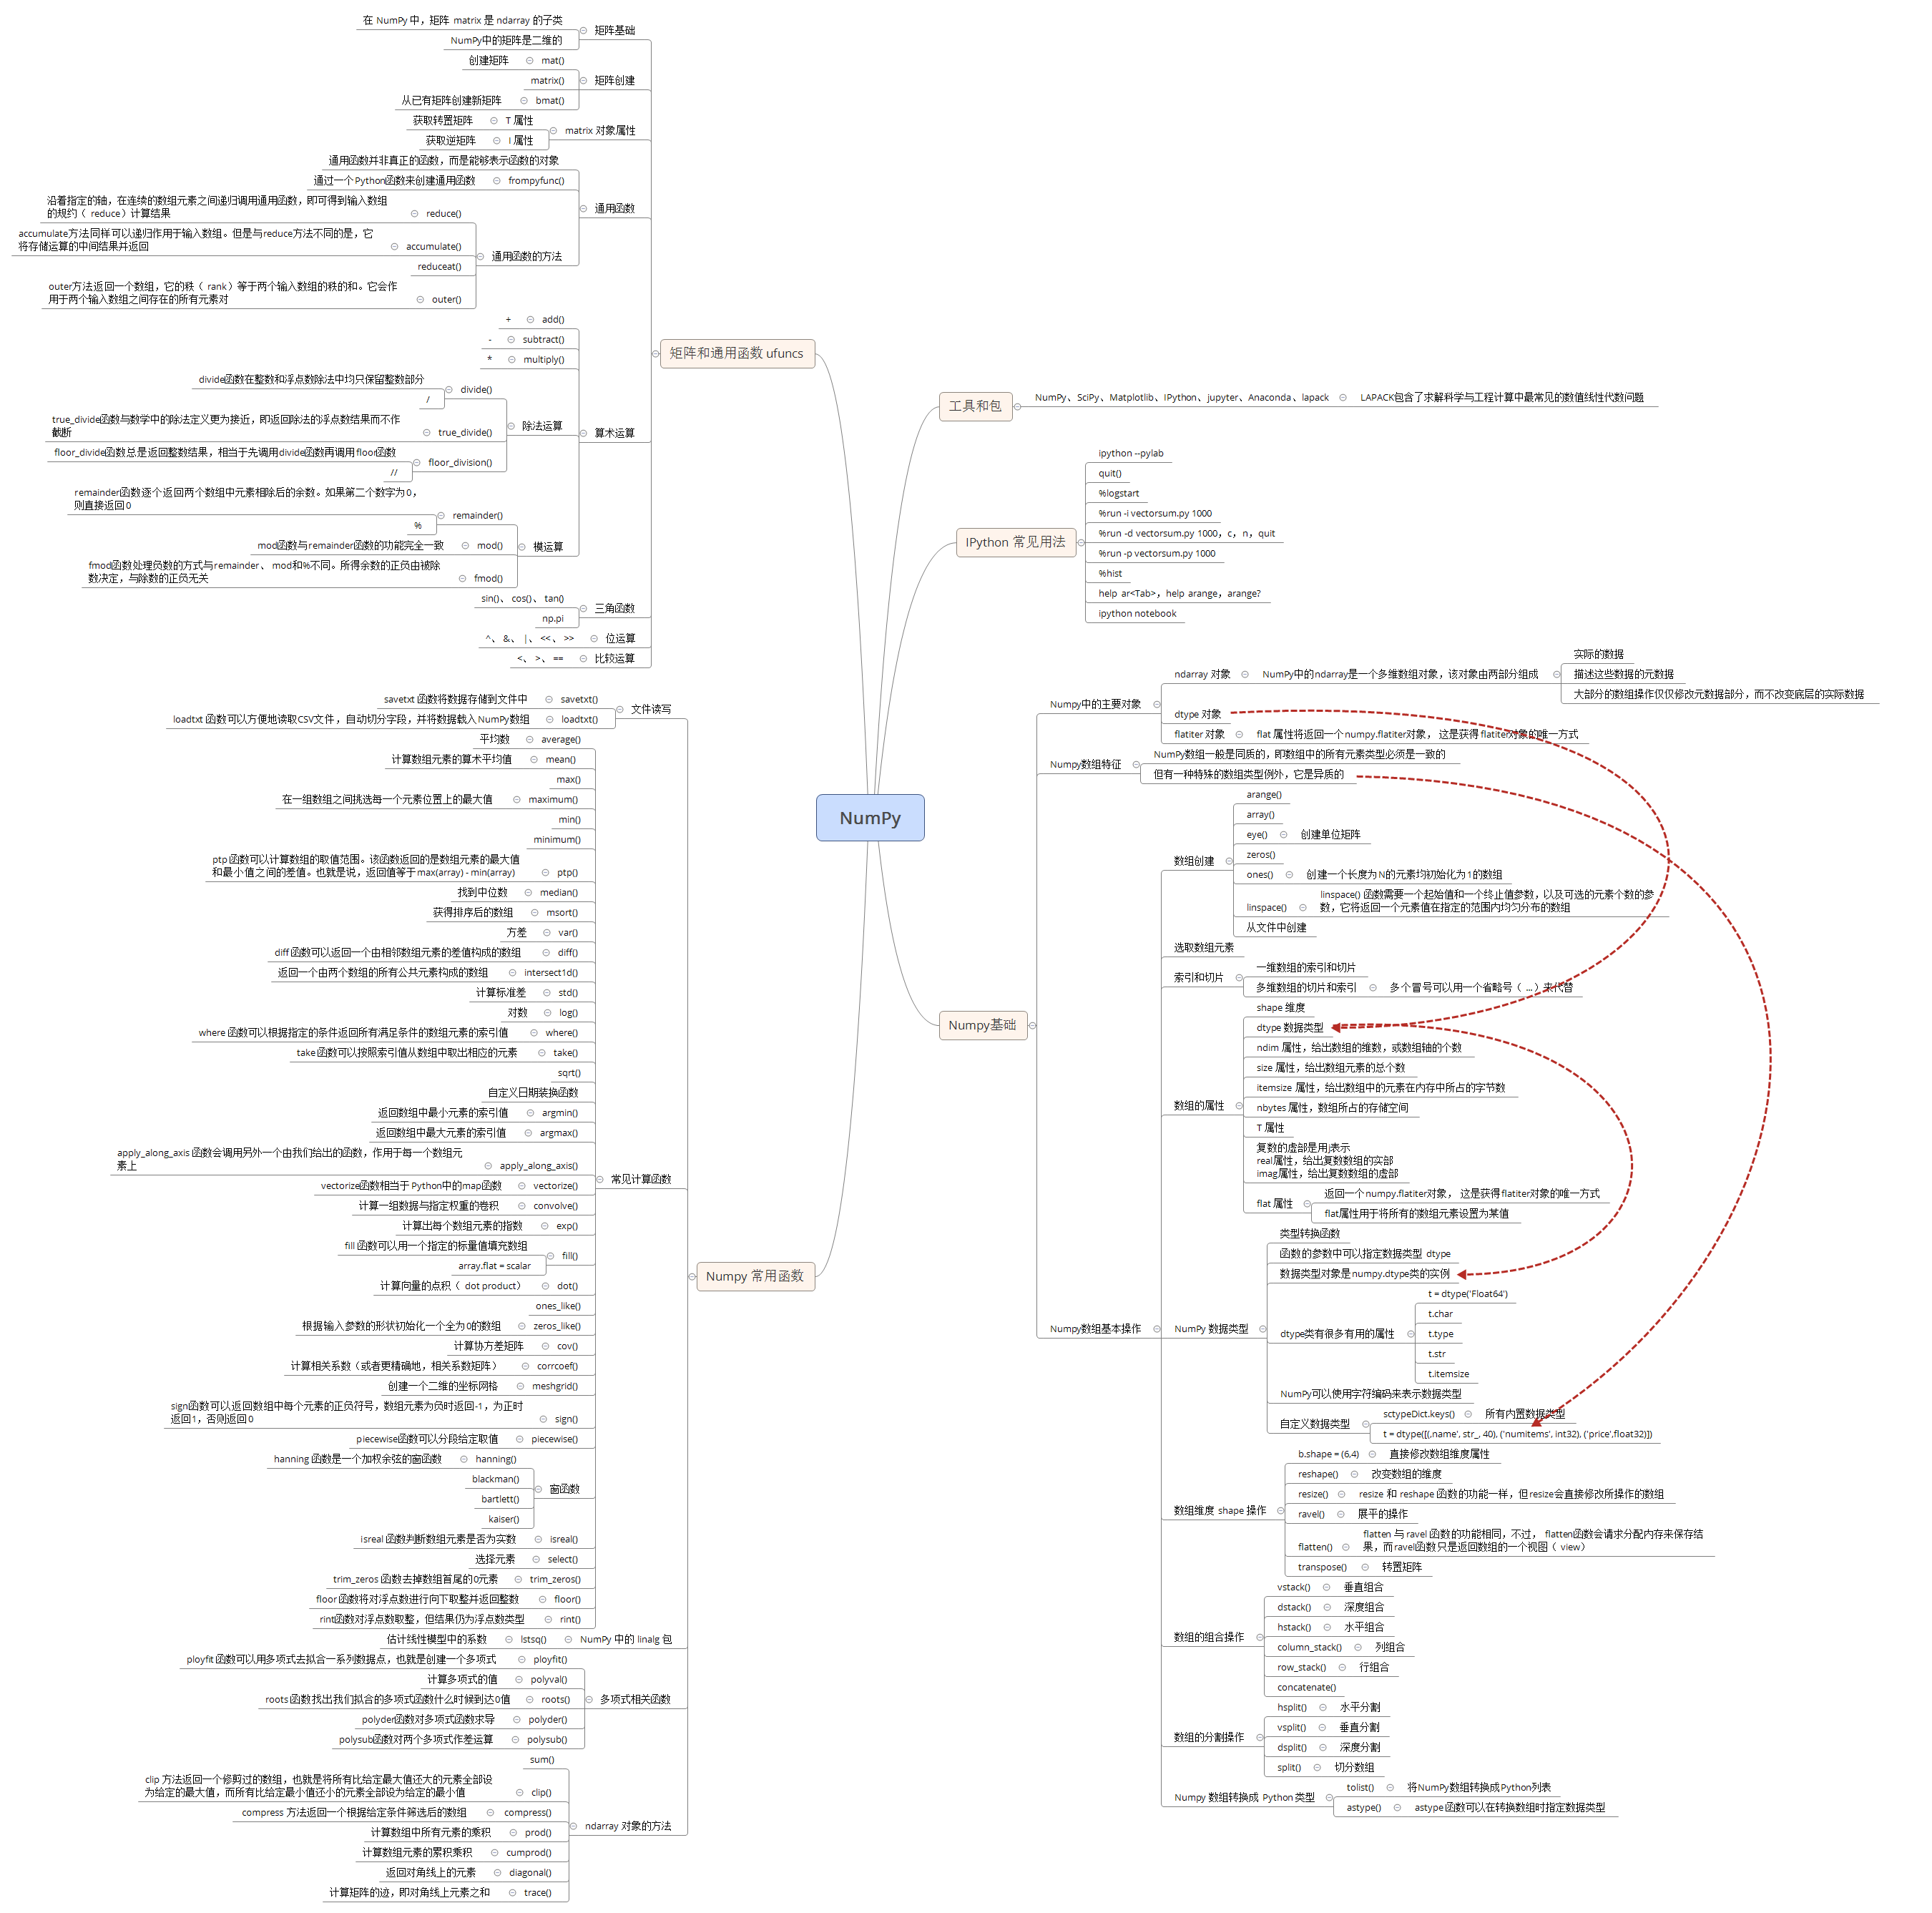 NumPy
矩阵和通用函数 ufuncs
矩阵基础
在 NumPy 中，矩阵 matrix 是 ndarray 的子类
NumPy中的矩阵是二维的
矩阵创建
创建矩阵 mat()
matrix()
从已有矩阵创建新矩阵 bmat()
matrix 对象属性
获取转置矩阵 T 属性
获取逆矩阵 I 属性
通用函数
通用函数并非真正的函数，而是能够表示函数的对象
通过一个Python函数来创建通用函数 frompyfunc()
通用函数的方法
沿着指定的轴，在连续的数组元素之间递归调用通用函数，即可得到输入数组
的规约（ reduce）计算结果
reduce()
accumulate方法同样可以递归作用于输入数组。但是与reduce方法不同的是，它
将存储运算的中间结果并返回
accumulate()
reduceat()
outer方法返回一个数组，它的秩（ rank）等于两个输入数组的秩的和。它会作
用于两个输入数组之间存在的所有元素对
outer()
算术运算
+ add()
- subtract()
* multiply()
除法运算
divide函数在整数和浮点数除法中均只保留整数部分
divide()
/
true_divide函数与数学中的除法定义更为接近，即返回除法的浮点数结果而不作
截断
true_divide()
floor_divide函数总是返回整数结果，相当于先调用divide函数再调用floor函数
floor_division()
//
模运算
remainder函数逐个返回两个数组中元素相除后的余数。如果第二个数字为0，
则直接返回0
remainder()
%
mod函数与remainder函数的功能完全一致 mod()
fmod函数处理负数的方式与remainder 、 mod和%不同。所得余数的正负由被除
数决定，与除数的正负无关
fmod()
三角函数
sin()、 cos()、 tan()
np.pi
^、 &、 |、 <<、 >> 位运算
<、 >、 == 比较运算
Numpy 常用函数
文件读写
savetxt 函数将数据存储到文件中 savetxt()
loadtxt 函数可以方便地读取CSV文件，自动切分字段，并将数据载入NumPy数组 loadtxt()
常见计算函数
平均数 average()
计算数组元素的算术平均值 mean()
max()
在一组数组之间挑选每一个元素位置上的最大值 maximum()
min()
minimum()
ptp函数可以计算数组的取值范围。该函数返回的是数组元素的最大值
和最小值之间的差值。也就是说，返回值等于max(array) - min(array)
ptp()
找到中位数 median()
获得排序后的数组 msort()
方差 var()
diff函数可以返回一个由相邻数组元素的差值构成的数组 diff()
返回一个由两个数组的所有公共元素构成的数组 intersect1d()
计算标准差 std()
对数 log()
where 函数可以根据指定的条件返回所有满足条件的数组元素的索引值 where()
take函数可以按照索引值从数组中取出相应的元素 take()
sqrt()
自定义日期装换函数
返回数组中最小元素的索引值 argmin()
返回数组中最大元素的索引值 argmax()
apply_along_axis 函数会调用另外一个由我们给出的函数，作用于每一个数组元
素上
apply_along_axis()
vectorize函数相当于 Python中的map函数 vectorize()
计算一组数据与指定权重的卷积 convolve()
计算出每个数组元素的指数 exp()
fill 函数可以用一个指定的标量值填充数组
fill()
array.flat = scalar
计算向量的点积（ dot product） dot()
ones_like()
根据输入参数的形状初始化一个全为0的数组 zeros_like()
计算协方差矩阵 cov()
计算相关系数（或者更精确地，相关系数矩阵） corrcoef()
创建一个二维的坐标网格 meshgrid()
sign函数可以返回数组中每个元素的正负符号，数组元素为负时返回-1，为正时
返回1，否则返回0
sign()
piecewise函数可以分段给定取值 piecewise()
窗函数
hanning 函数是一个加权余弦的窗函数 hanning()
blackman()
bartlett()
kaiser()
isreal 函数判断数组元素是否为实数 isreal()
选择元素 select()
trim_zeros 函数去掉数组首尾的0元素 trim_zeros()
floor函数将对浮点数进行向下取整并返回整数 floor()
rint函数对浮点数取整，但结果仍为浮点数类型 rint()
估计线性模型中的系数 lstsq() NumPy 中的 linalg 包
多项式相关函数
ployfit函数可以用多项式去拟合一系列数据点，也就是创建一个多项式 ployfit()
计算多项式的值 polyval()
roots函数找出我们拟合的多项式函数什么时候到达0值 roots()
polyder函数对多项式函数求导 polyder()
polysub函数对两个多项式作差运算 polysub()
ndarray 对象的方法
sum()
clip 方法返回一个修剪过的数组，也就是将所有比给定最大值还大的元素全部设
为给定的最大值，而所有比给定最小值还小的元素全部设为给定的最小值
clip()
compress 方法返回一个根据给定条件筛选后的数组 compress()
计算数组中所有元素的乘积 prod()
计算数组元素的累积乘积 cumprod()
返回对角线上的元素 diagonal()
计算矩阵的迹，即对角线上元素之和 trace()
工具和包
NumPy、SciPy、Matplotlib、IPython、jupyter、Anaconda、lapack LAPACK包含了求解科学与工程计算中最常见的数值线性代数问题
IPython 常见用法
ipython --pylab
quit()
%logstart
%run -i vectorsum.py 1000
%run -d vectorsum.py 1000，c， n，quit
%run -p vectorsum.py 1000
%hist
help ar<Tab>，help arange，arange?
ipython notebook
Numpy基础
Numpy中的主要对象
ndarray 对象 NumPy中的ndarray是一个多维数组对象，该对象由两部分组成
实际的数据
描述这些数据的元数据
大部分的数组操作仅仅修改元数据部分，而不改变底层的实际数据
dtype 对象
flatiter 对象 flat 属性将返回一个numpy.flatiter对象， 这是获得flatiter对象的唯一方式
Numpy数组特征
NumPy数组一般是同质的，即数组中的所有元素类型必须是一致的
但有一种特殊的数组类型例外，它是异质的
Numpy数组基本操作
数组创建
arange()
array()
eye() 创建单位矩阵
zeros()
ones() 创建一个长度为N的元素均初始化为1的数组
linspace() 函数需要一个起始值和一个终止值参数，以及可选的元素个数的参
数，它将返回一个元素值在指定的范围内均匀分布的数组
linspace()
从文件中创建
选取数组元素
索引和切片
一维数组的索引和切片
多维数组的切片和索引 多个冒号可以用一个省略号（ ...）来代替
数组的属性
shape 维度
dtype 数据类型
ndim 属性，给出数组的维数，或数组轴的个数
size 属性，给出数组元素的总个数
itemsize 属性，给出数组中的元素在内存中所占的字节数
nbytes 属性，数组所占的存储空间
T 属性
复数的虚部是用j表示
real属性，给出复数数组的实部
imag属性，给出复数数组的虚部
flat 属性
返回一个numpy.flatiter对象， 这是获得flatiter对象的唯一方式
flat属性用于将所有的数组元素设置为某值
NumPy 数据类型
类型转换函数
函数的参数中可以指定数据类型 dtype
数据类型对象是numpy.dtype类的实例
dtype类有很多有用的属性
t = dtype('Float64')
t.char
t.type
t.str
t.itemsize
NumPy可以使用字符编码来表示数据类型
自定义数据类型
sctypeDict.keys() 所有内置数据类型
t = dtype([(,name', str_, 40), ('numitems', int32), ('price',float32)])
数组维度 shape 操作
b.shape = (6,4) 直接修改数组维度属性
reshape() 改变数组的维度
resize() resize 和 reshape 函数的功能一样，但resize会直接修改所操作的数组
ravel() 展平的操作
flatten 与 ravel 函数的功能相同，不过， flatten函数会请求分配内存来保存结
果，而ravel函数只是返回数组的一个视图（ view）
flatten()
transpose() 转置矩阵
数组的组合操作
vstack() 垂直组合
dstack() 深度组合
hstack() 水平组合
column_stack() 列组合
row_stack() 行组合
concatenate()
数组的分割操作
hsplit() 水平分割
vsplit() 垂直分割
dsplit() 深度分割
split() 切分数组
Numpy 数组转换成 Python 类型
tolist() 将NumPy数组转换成Python列表
astype() astype函数可以在转换数组时指定数据类型